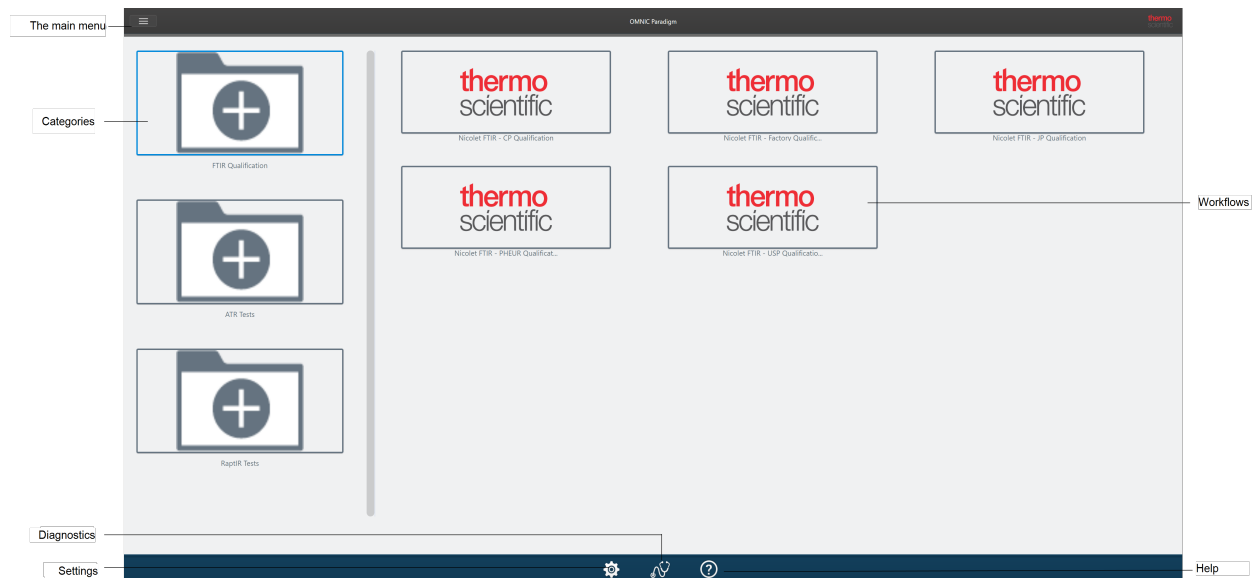 The main menu
OMNIC Paradigm
thermo
scientific
Categories
FTIR Qualification
ATR Tests
RaptIR Tests
thermo
scientific
Nicolet FTIR - CP Qualification
thermo
scientific
Nicolet FTIR - Factory Qualific...
thermo
scientific
Nicolet FTIR - JP Qualification
thermo
scientific
Nicolet FTIR - PHEUR Qualificat...
thermo
scientific
Nicolet FTIR - USP Qualificatio...
Workflows
Diagnostics
Settings
Help